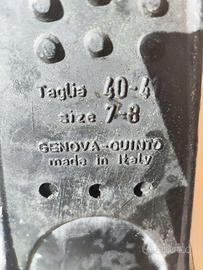 Taglia 40-4
size 7-8
GENOVA-QUINTO
made in Italy